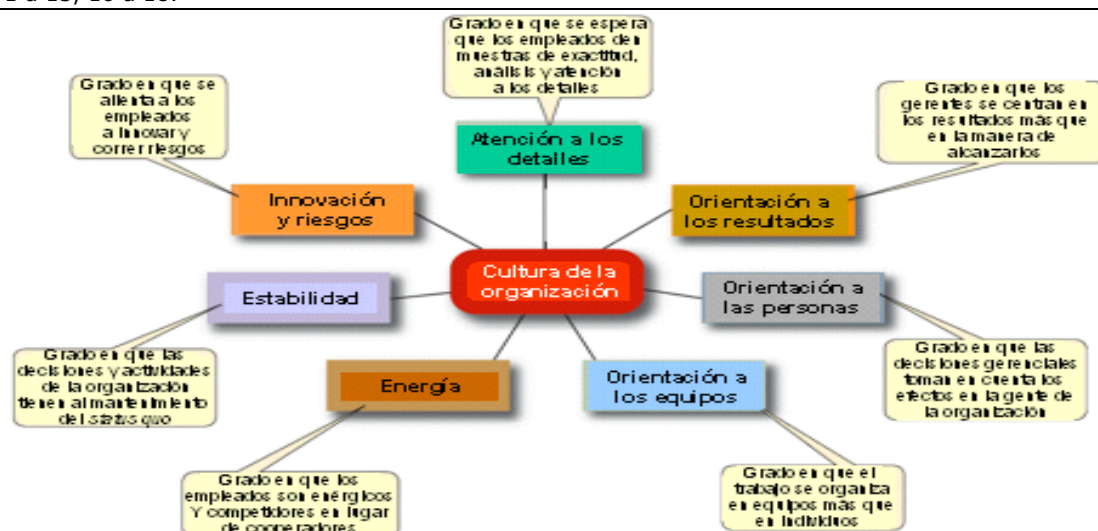 Grado en que se espera
que los empleados den
muestras de exactitud,
análisis y atención
a los detalles
Grado en que se
alienta a los
empleados
a innovar y
correr riesgos
Grado en que los
gerentes se centran en
los resultados más que
en la manera de
alcanzarlos
Atención a los
detalles
Innovación
y riesgos
Orientación a
los resultados
Cultura de la
organización
Estabilidad
Orientación a
las personas
Grado en que las
decisiones y actividades
de la organización
tienen al mantenimiento
del status quo
Energía
Orientación a
los equipos
Grado en que las
decisiones gerenciales
toman en cuenta los
efectos en la gente de
la organización
Grado en que los
empleados son enérgicos
Y competidores en lugar
de cooperadores
Grado en que el
trabajo se organiza
en equipos más que
en individuos